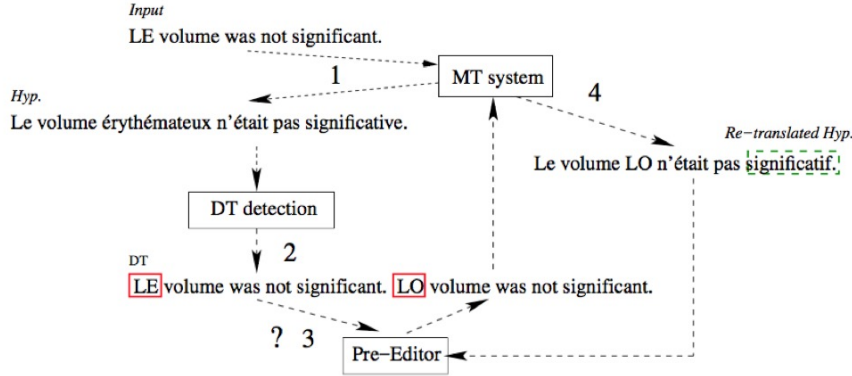 Input
LE volume was not significant.
1
MT system
4
Hyp.
Le volume érythémateux n'était pas significative.
Re-translated Hyp.
Le volume LO n'était pas significatif.
DT detection
2
DT
LE volume was not significant. LO volume was not significant.
? 3
Pre-Editor